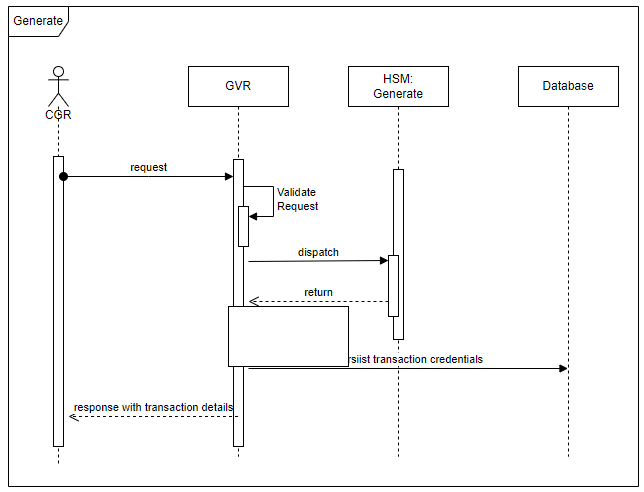 Generate
GVR
HSM:
Generate
Database
CGR
request
Validate
Request
dispatch
return
rsiist transaction credentials
response with transaction details